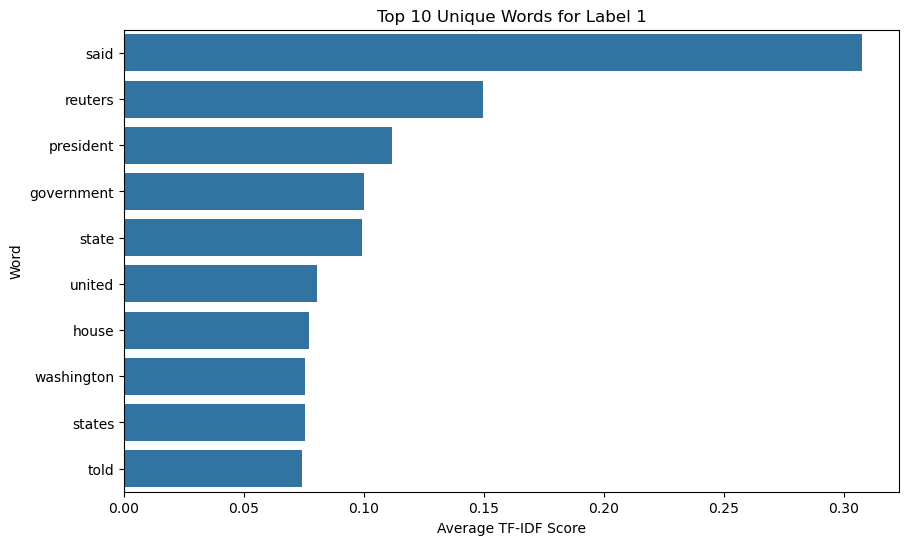 Top 10 Unique Words for Label 1
said
reuters
president
government
state
united
house
washington
states
told
Word
0.00 0.05 0.10 0.15 0.20 0.25 0.30
Average TF-IDF Score